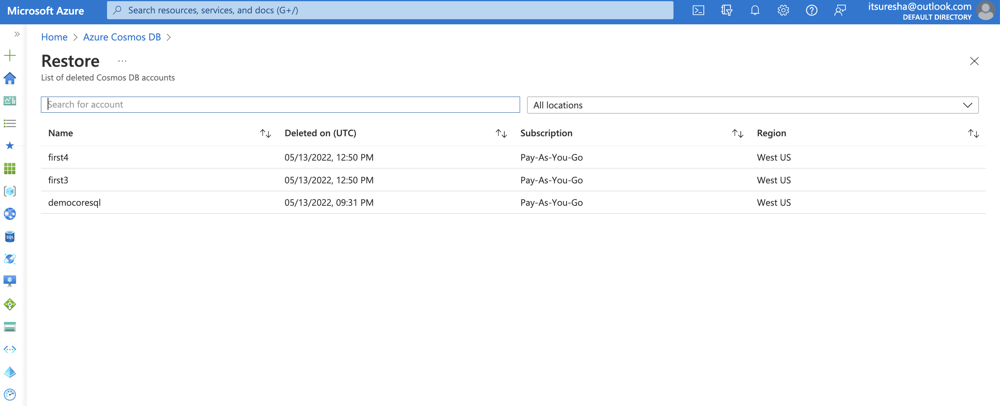 Microsoft Azure
Search resources, services, and docs (G+/)
itsuresha@outlook.com
DEFAULT DIRECTORY
Home > Azure Cosmos DB >
Restore ...
List of deleted Cosmos DB accounts
Search for account
All locations
Name Deleted on (UTC) Subscription Region
first4 05/13/2022, 12:50 PM Pay-As-You-Go West US
first3 05/13/2022, 12:50 PM Pay-As-You-Go West US
democoresql 05/13/2022, 09:31 PM Pay-As-You-Go West US
SQL